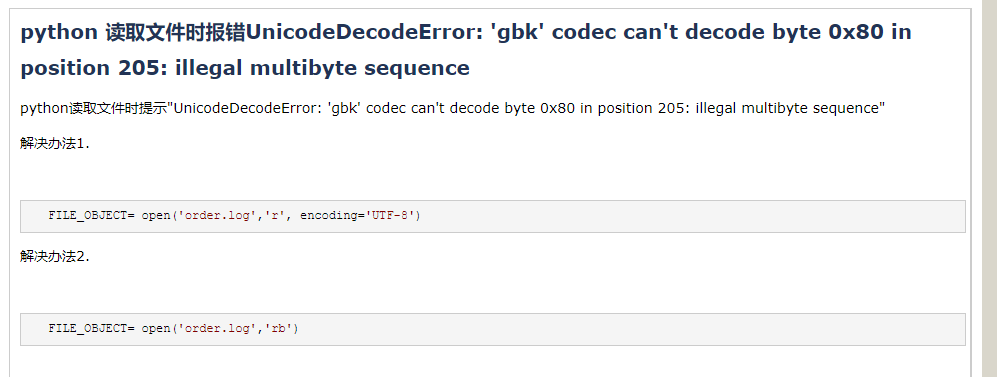 python 读取文件时报错UnicodeDecodeError: 'gbk' codec can't decode byte 0x80 in
position 205: illegal multibyte sequence
python读取文件时提示"UnicodeDecodeError: 'gbk' codec can't decode byte 0x80 in position 205: illegal multibyte sequence"
解决办法1.
FILE_OBJECT= open('order.log','r', encoding='UTF-8')
解决办法2.
FILE_OBJECT= open('order.log','rb')